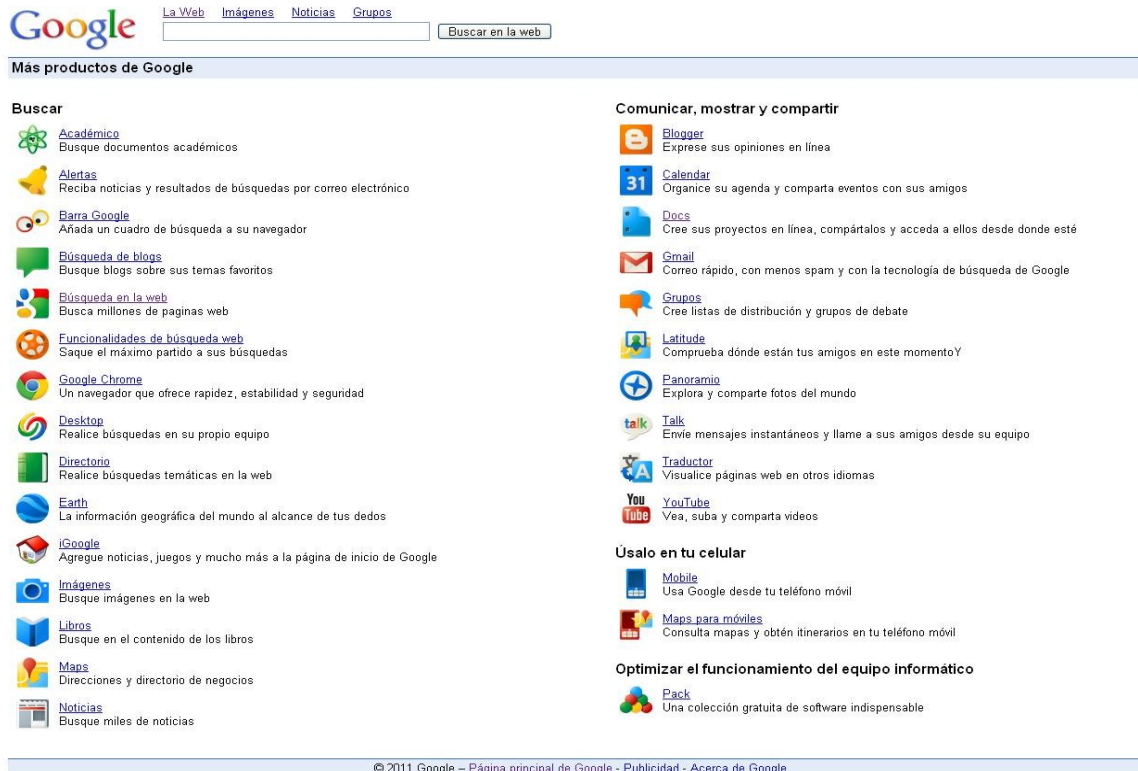 Google
La Web Imágenes Noticias Grupos
Buscar en la web
Más productos de Google
Buscar
Académico
Busque documentos académicos
Alertas
Reciba noticias y resultados de búsquedas por correo electrónico
Barra Google
Añada un cuadro de búsqueda a su navegador
Búsqueda de blogs
Busque blogs sobre sus temas favoritos
Búsqueda en la web
Busca millones de paginas web
Funcionalidades de búsqueda web
Saque el máximo partido a sus búsquedas
Google Chrome
Un navegador que ofrece rapidez, estabilidad y seguridad
Desktop
Realice búsquedas en su propio equipo
Directorio
Realice búsquedas temáticas en la web
Earth
La información geográfica del mundo al alcance de tus dedos
iGoogle
Agregue noticias, juegos y mucho más a la página de inicio de Google
Imágenes
Busque imágenes en la web
Libros
Busque en el contenido de los libros
Maps
Direcciones y directorio de negocios
Noticias
Busque miles de noticias
Comunicar, mostrar y compartir
Blogger
Exprese sus opiniones en línea
31
Calendar
Organice su agenda y comparta eventos con sus amigos
Docs
Cree sus proyectos en línea, compártalos y acceda a ellos desde donde esté
Gmail
Correo rápido, con menos spam y con la tecnología de búsqueda de Google
Grupos
Cree listas de distribución y grupos de debate
Latitude
Comprueba dónde están tus amigos en este momentoY
Panoramio
Explora y comparte fotos del mundo
talk
Talk
Envíe mensajes instantáneos y llame a sus amigos desde su equipo
文A
Traductor
Visualice páginas web en otros idiomas
You Tube
YouTube
Vea, suba y comparta videos
Úsalo en tu celular
Mobile
Usa Google desde tu teléfono móvil
Maps para móviles
Consulta mapas y obtén itinerarios en tu teléfono móvil
Optimizar el funcionamiento del equipo informático
Pack
Una colección gratuita de software indispensable
© 2011 Google – Página principal de Google - Publicidad - Acerca de Google